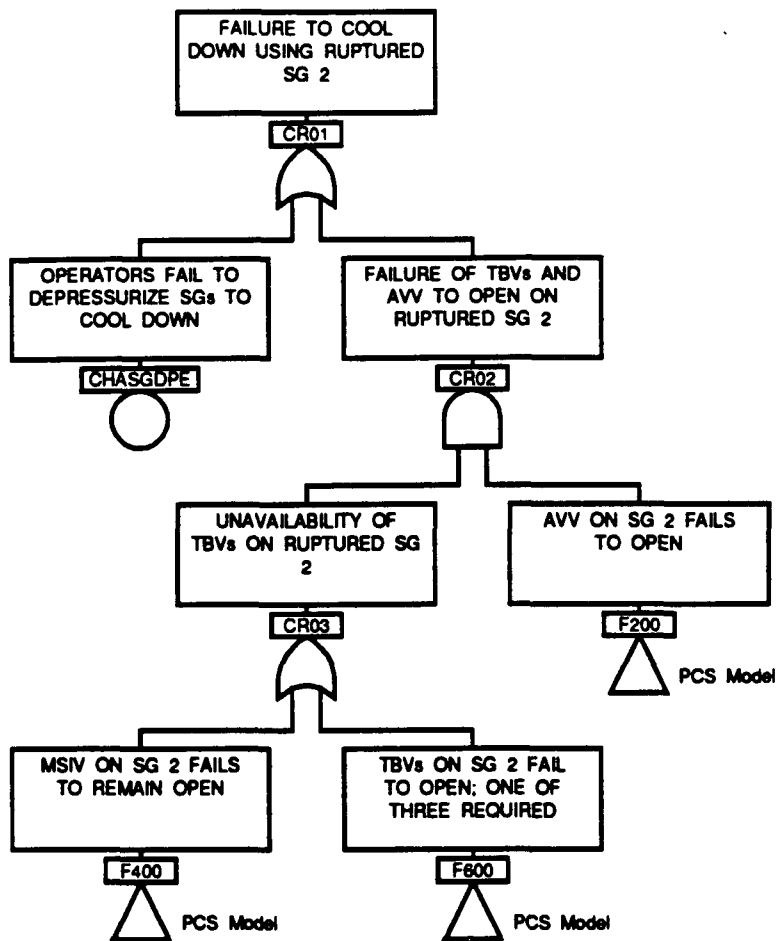 FAILURE TO COOL
DOWN USING RUPTURED
SG 2
CR01
OPERATORS FAIL TO
DEPRESSURIZE SGs TO
COOL DOWN
CHASGDPE
FAILURE OF TBVs AND
AVV TO OPEN ON
RUPTURED SG 2
CR02
UNAVAILABILITY OF
TBVs ON RUPTURED SG
2
CR03
AVV ON SG 2 FAILS
TO OPEN
F200
PCS Model
MSIV ON SG 2 FAILS
TO REMAIN OPEN
F400
PCS Model
TBVs ON SG 2 FAIL
TO OPEN; ONE OF
THREE REQUIRED
F600
PCS Model